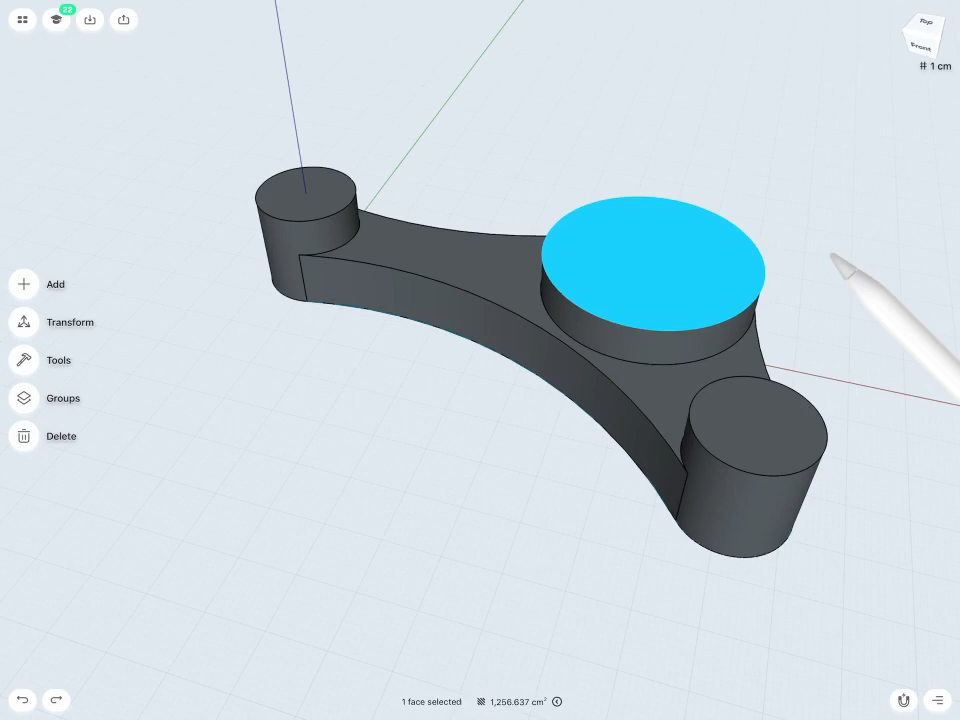 22
Top
Front
1 cm
Add
Transform
Tools
Groups
Delete
1 face selected
1,256.637 cm²